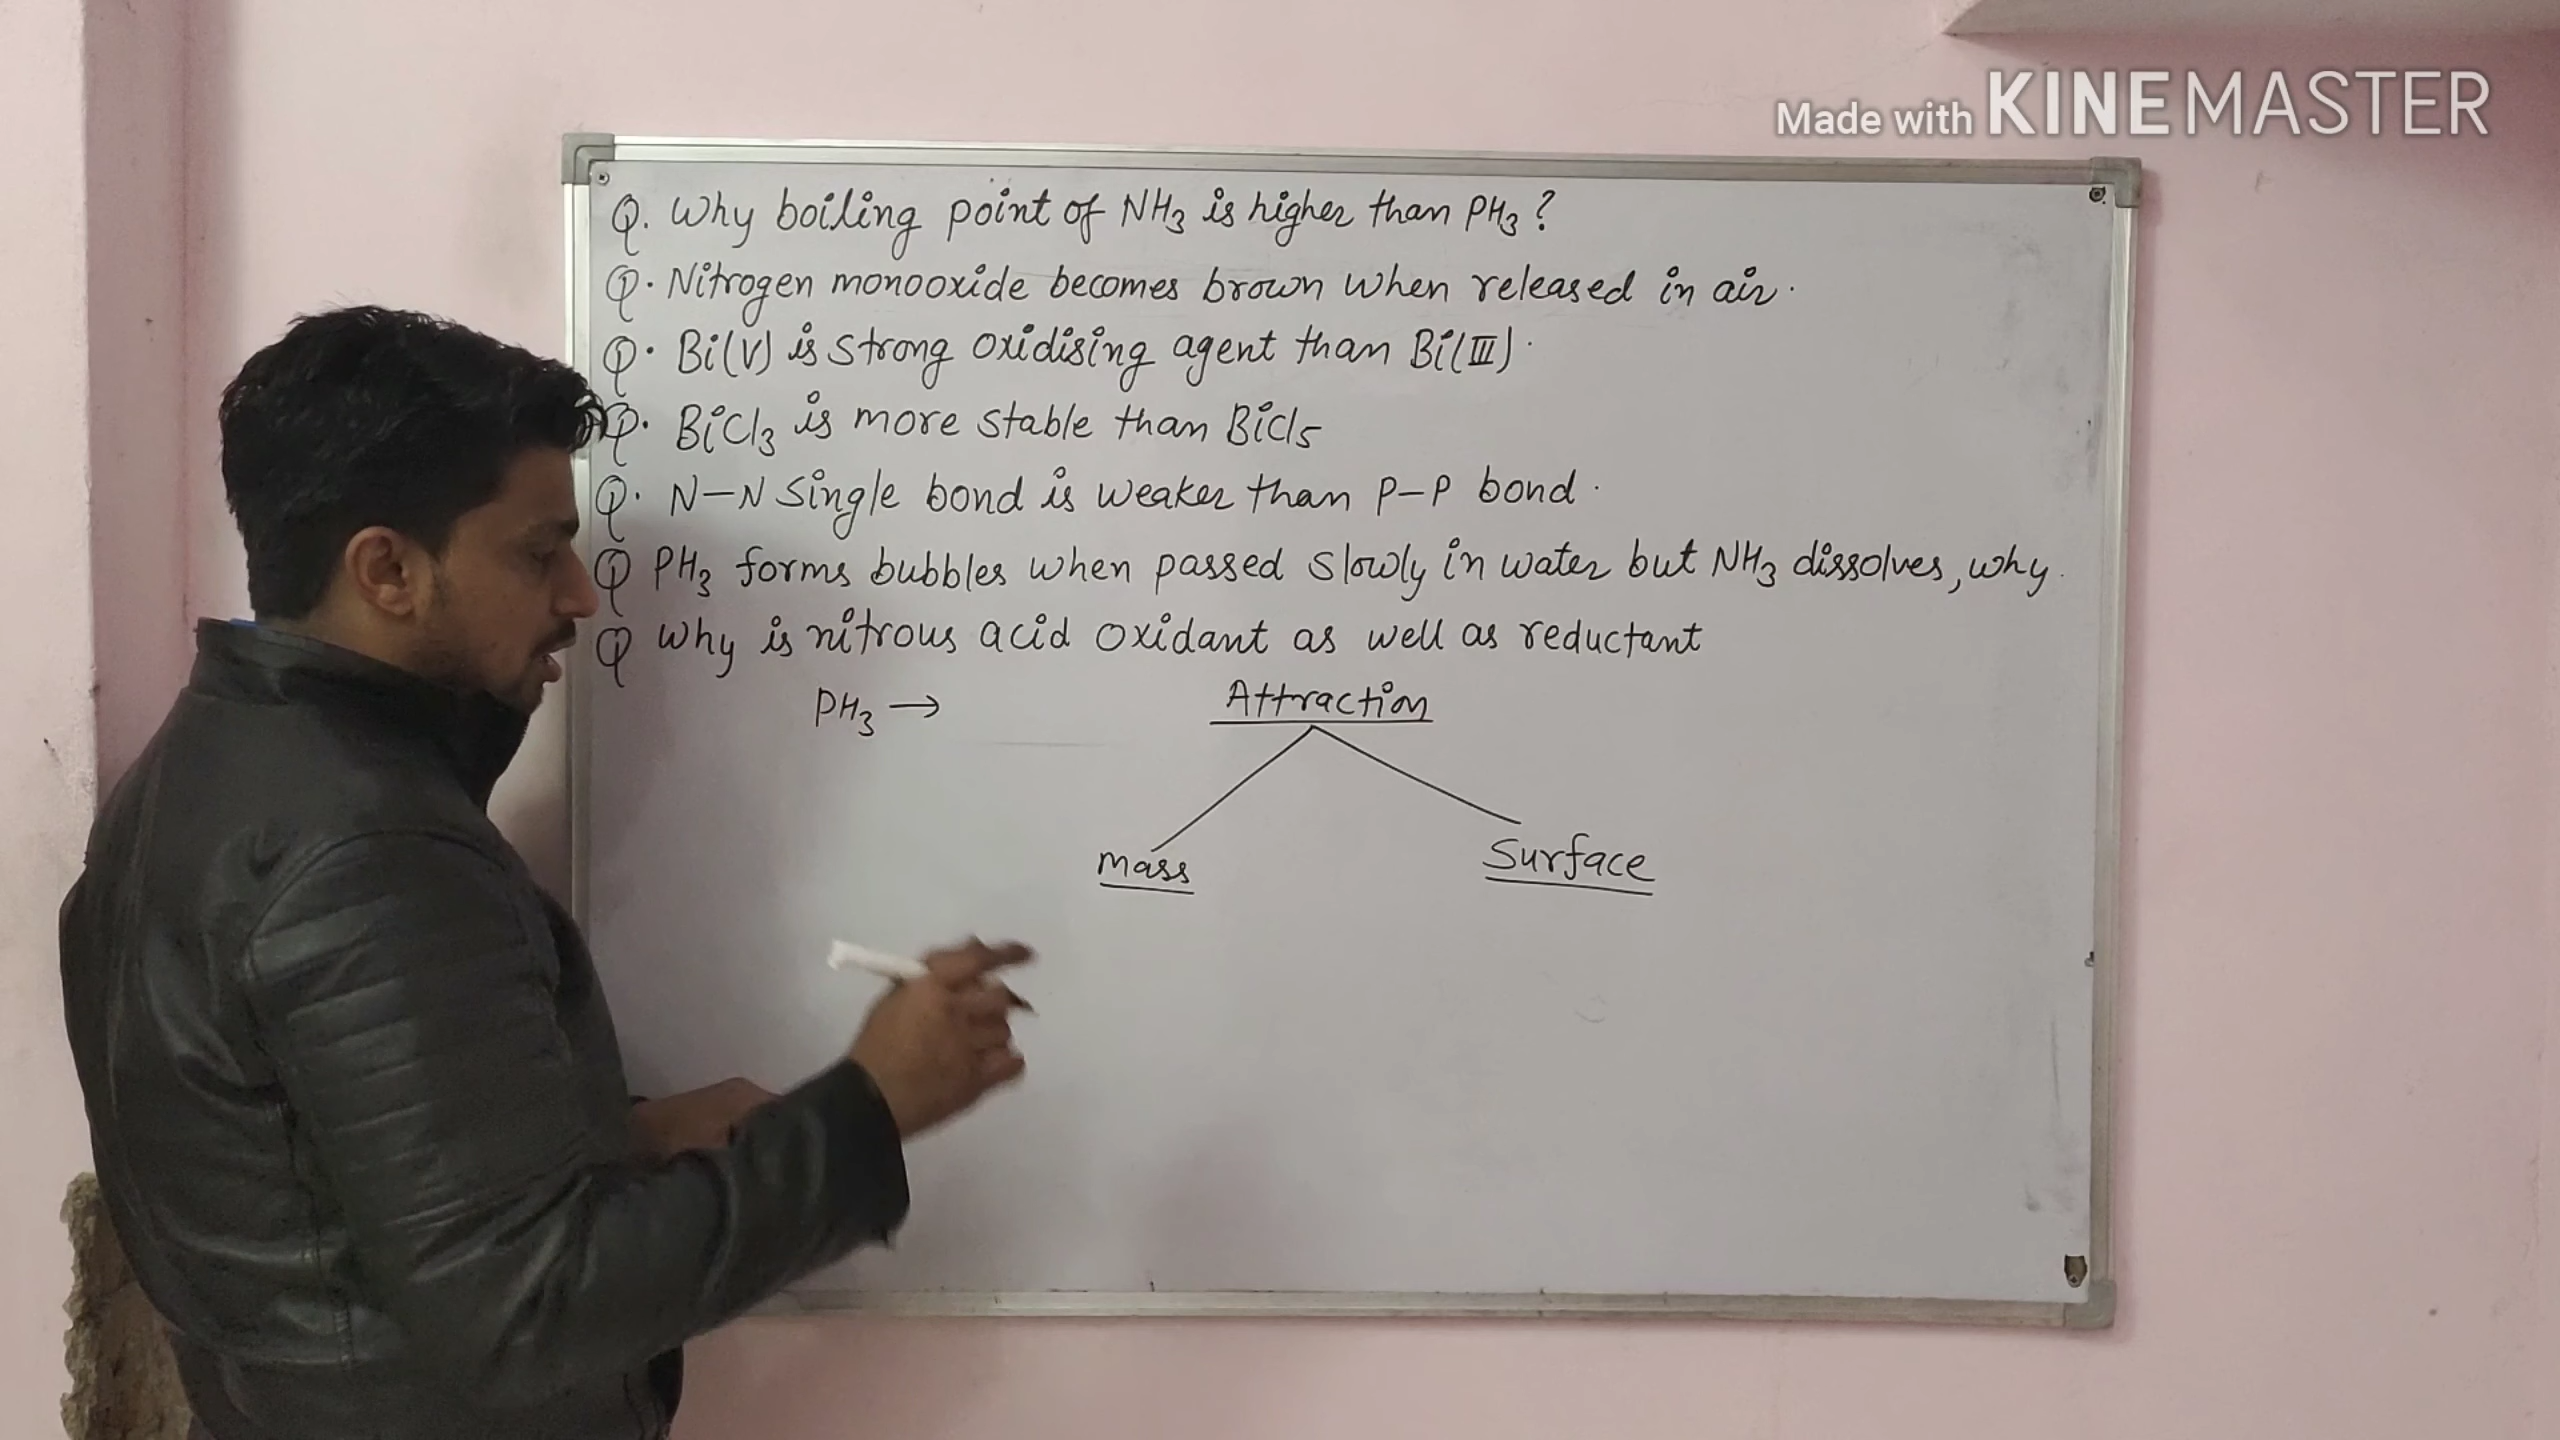 Made with KINEMASTER
Q. Why boiling point of NH3 is higher than PH3?
Q. Nitrogen monooxide becomes brown when released in air.
Q. Bi(V) is strong oxidising agent than Bi(III).
Q. BiCl3 is more stable than BiCl5
Q. N-N single bond is weaker than P-P bond.
Q PH3 forms bubbles when passed slowly in water but NH3 dissolves, why.
Q Why is nitrous acid oxidant as well as reductant
PH3 → Attraction
Mass Surface